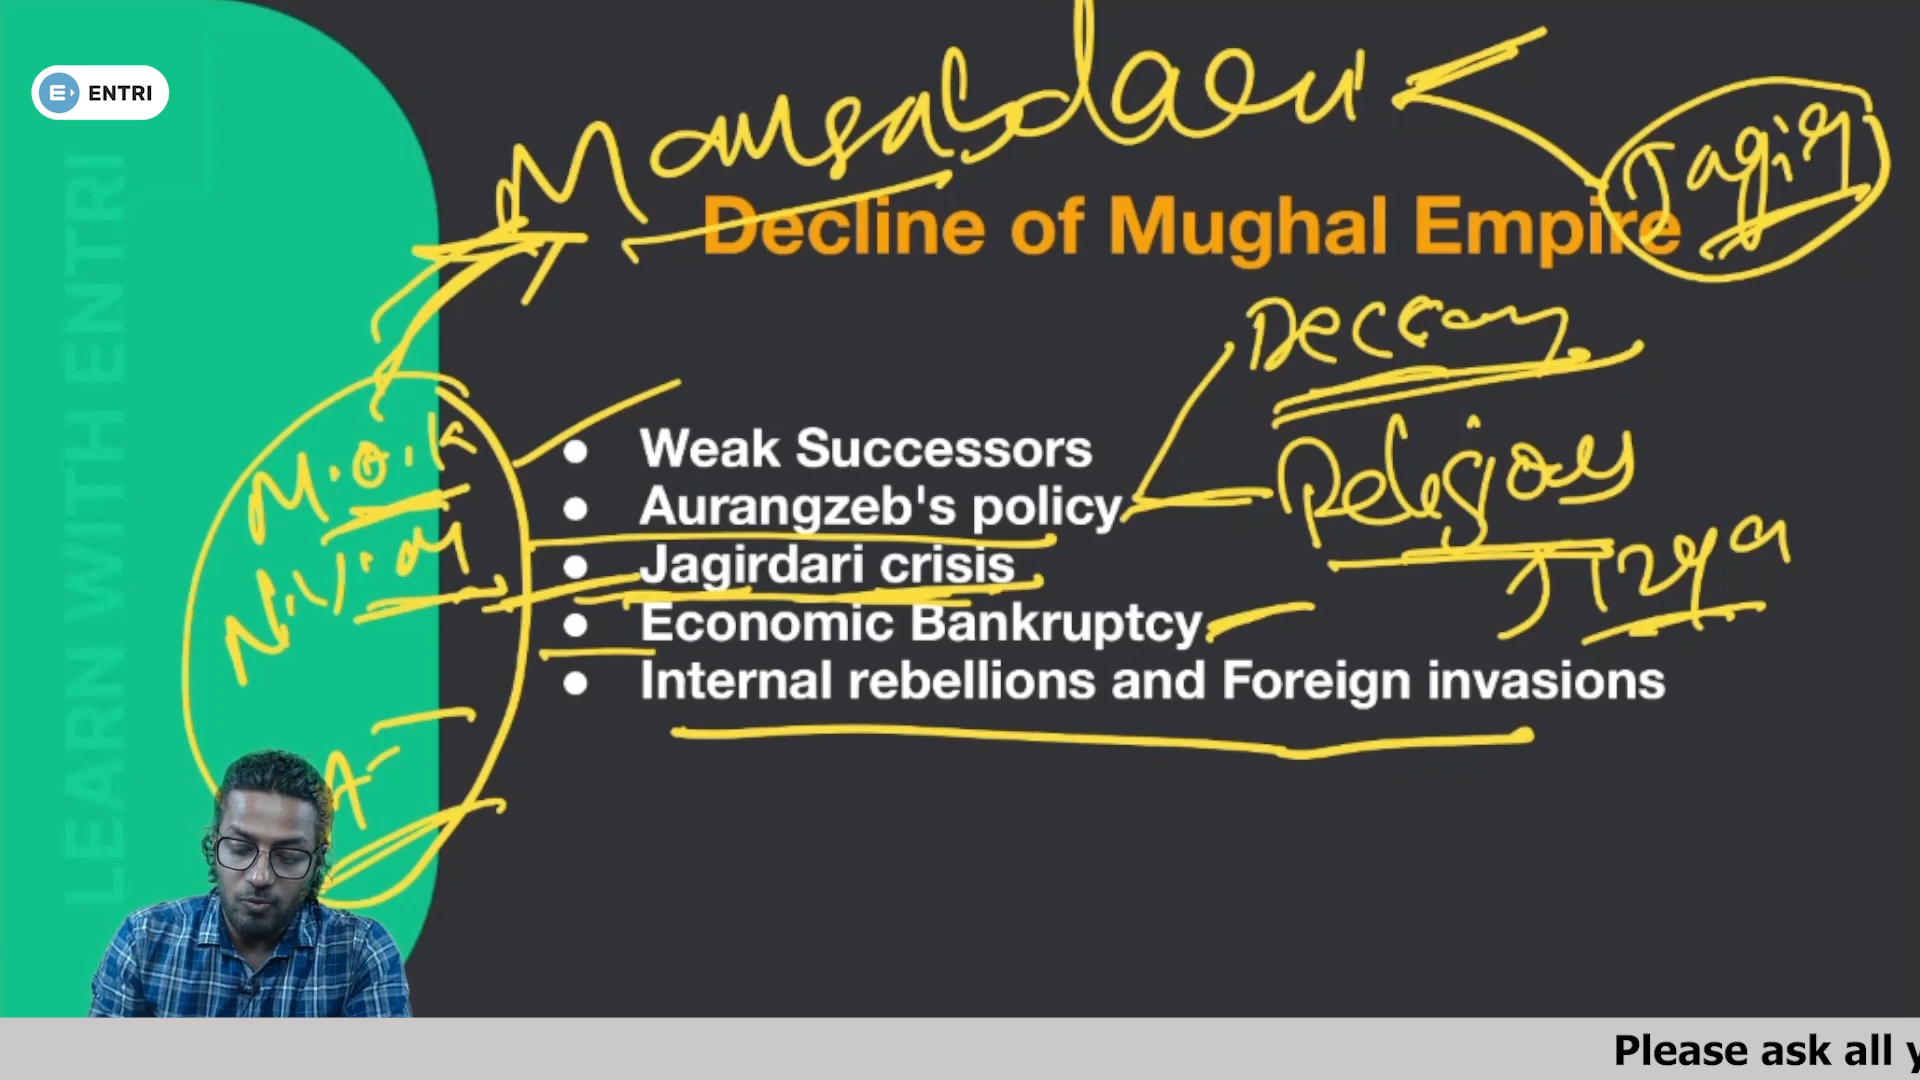 ENTRI
LEARN WITH ENTRI
Mansabdari
Jagir
Decline of Mughal Empire
Deccan
Weak Successors
Aurangzeb's policy
Religious
Jizya
Jagirdari crisis
Economic Bankruptcy
Internal rebellions and Foreign invasions
M.O.K
N.V.M
A-
Please ask all y